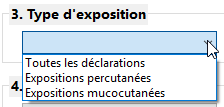 3. Type d'exposition
Toutes les déclarations
Expositions percutanées
Expositions mucocutanées
4.